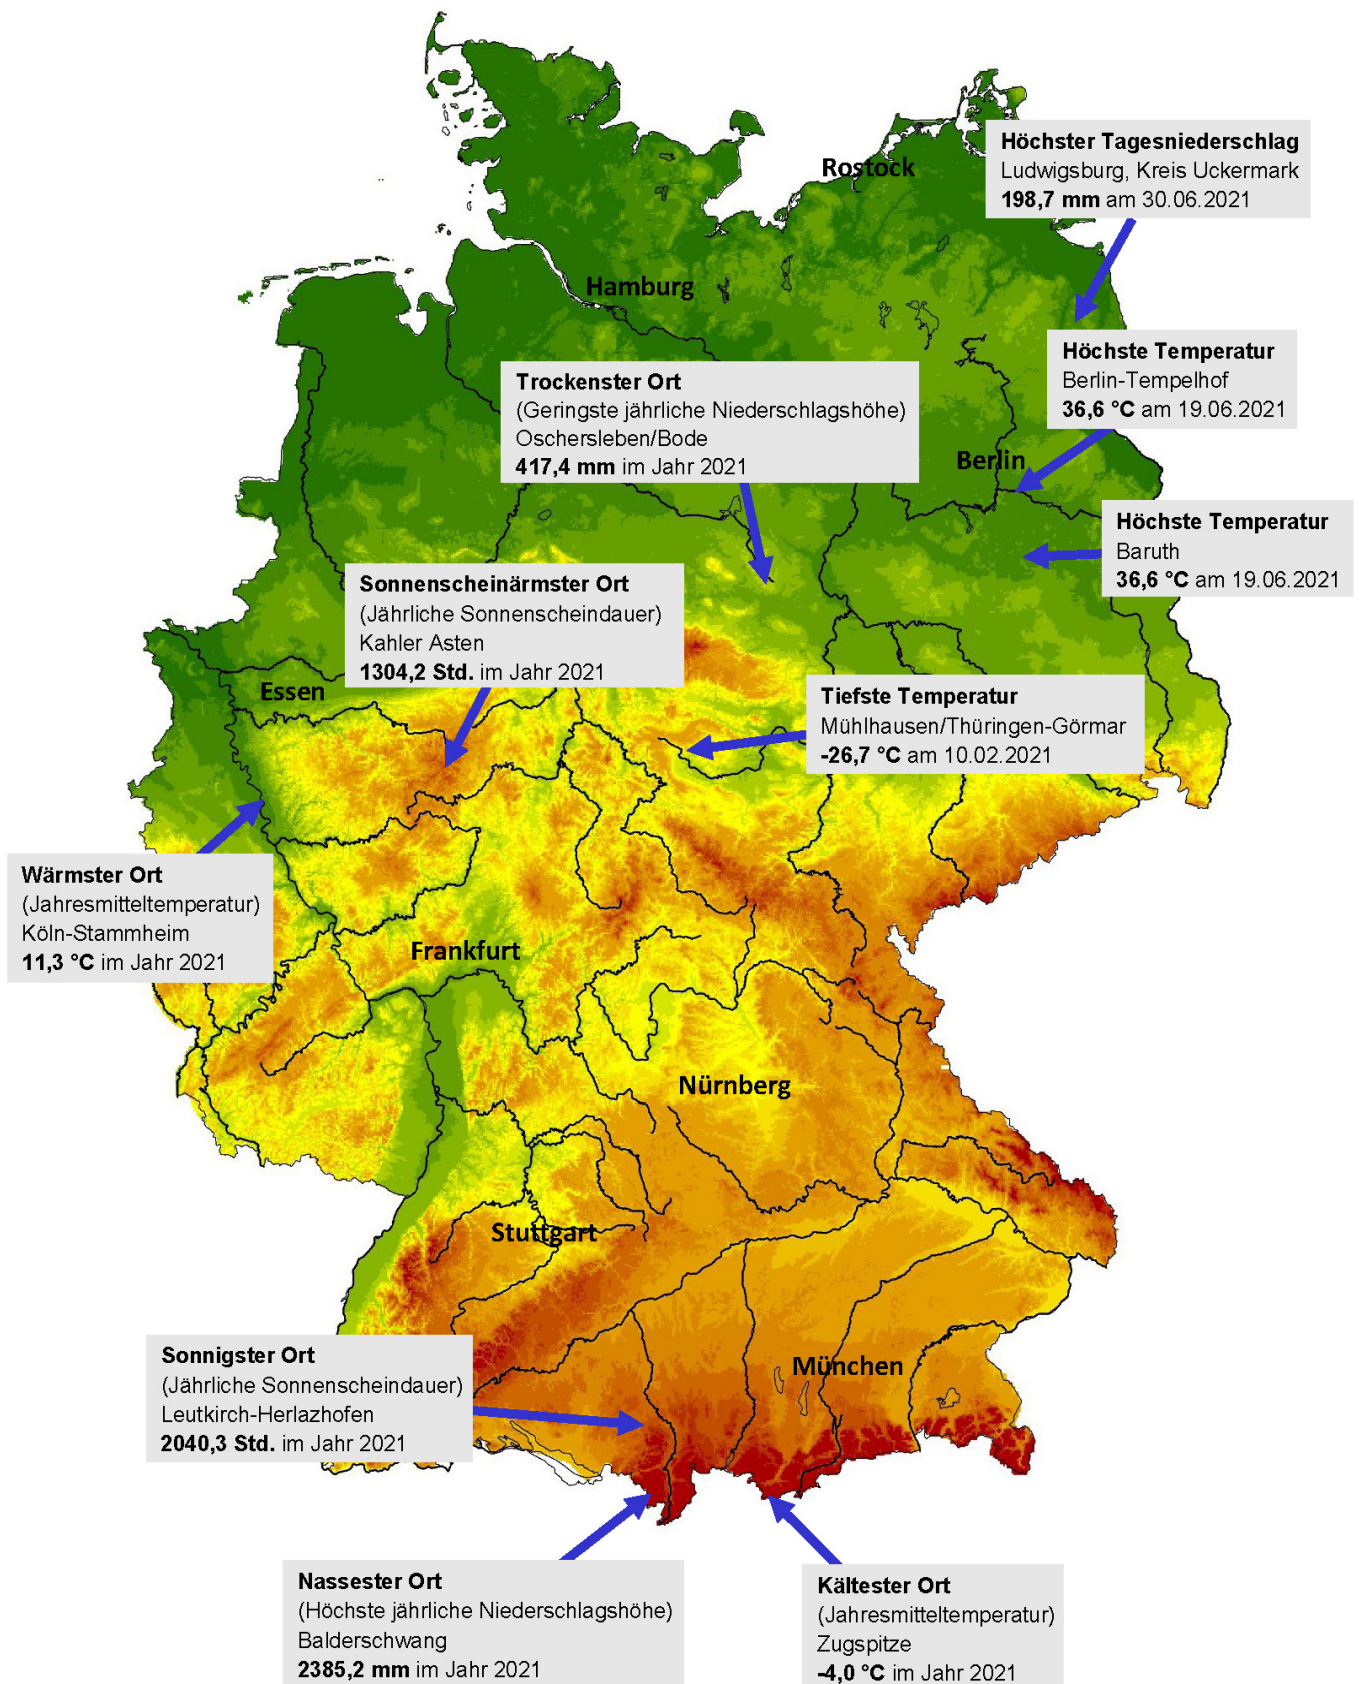 Rostock
Höchster Tagesniederschlag
Ludwigsburg, Kreis Uckermark
198,7 mm am 30.06.2021
Hamburg
Höchste Temperatur
Berlin-Tempelhof
36,6 °C am 19.06.2021
Trockenster Ort
(Geringste jährliche Niederschlagshöhe)
Oschersleben/Bode
417,4 mm im Jahr 2021
Berlin
Höchste Temperatur
Baruth
36,6 °C am 19.06.2021
Sonnenscheinärmster Ort
(Jährliche Sonnenscheindauer)
Kahler Asten
1304,2 Std. im Jahr 2021
Essen
Tiefste Temperatur
Mühlhausen/Thüringen-Görmar
-26,7 °C am 10.02.2021
Wärmster Ort
(Jahresmitteltemperatur)
Köln-Stammheim
11,3 °C im Jahr 2021
Frankfurt
Nürnberg
Stuttgart
Sonnigster Ort
(Jährliche Sonnenscheindauer)
Leutkirch-Herlazhofen
2040,3 Std. im Jahr 2021
München
Nassester Ort
(Höchste jährliche Niederschlagshöhe)
Balderschwang
2385,2 mm im Jahr 2021
Kältester Ort
(Jahresmitteltemperatur)
Zugspitze
-4,0 °C im Jahr 2021